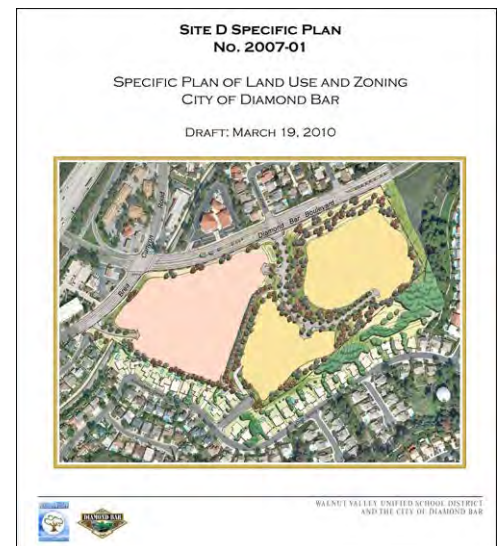 SITE D SPECIFIC PLAN
NO. 2007-01
SPECIFIC PLAN OF LAND USE AND ZONING
CITY OF DIAMOND BAR
DRAFT: MARCH 19, 2010
Diamond Bar Boulevard
Brea
WALNUT VALLEY UNIFIED SCHOOL DISTRICT
AND THE CITY OF DIAMOND BAR
DIAMOND BAR